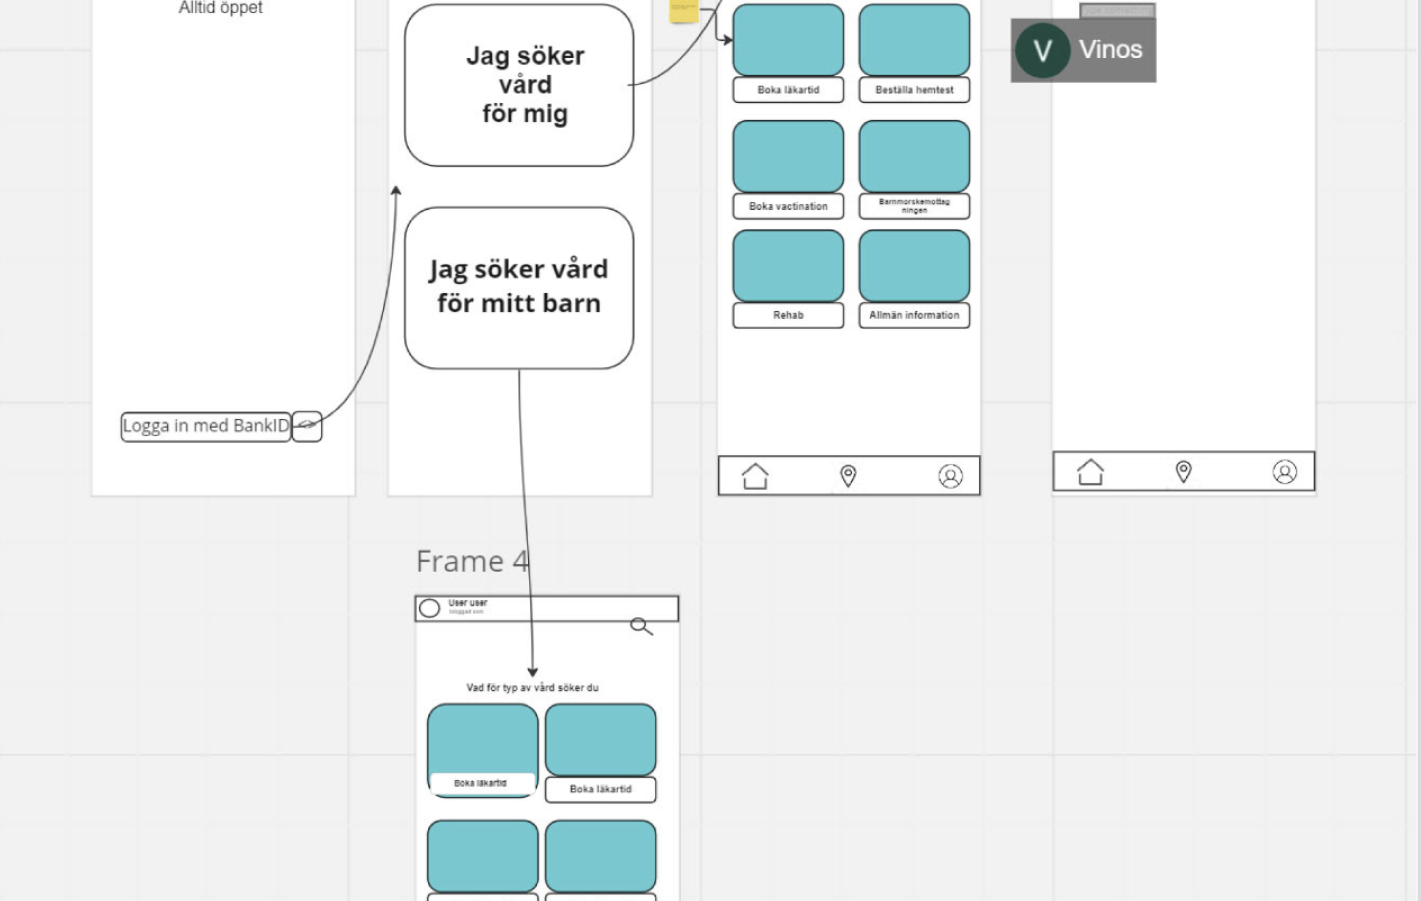 Alltid öppet
Logga in med BankID
Jag söker
vård
för mig
Jag söker vård
för mitt barn
Boka läkartid
Beställa hemtest
Boka vactination
Barnmorskemottag
ningen
Rehab
Allmän information
V Vinos
Frame 4
User user
Vad för typ av vård söker du
Boka läkartid
Boka läkartid